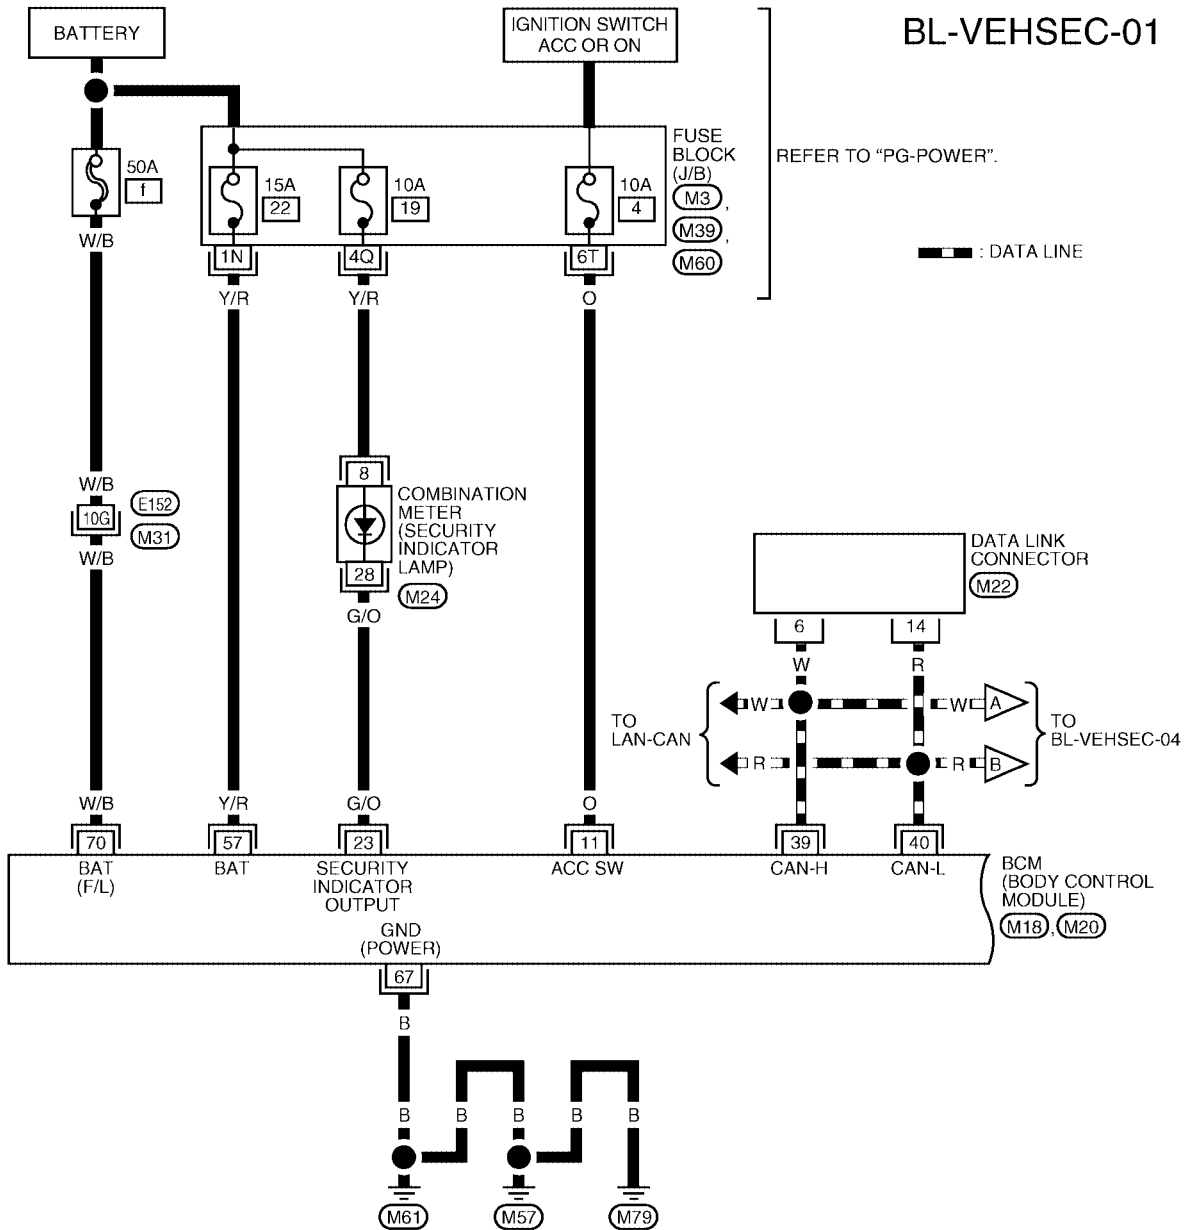 BL-VEHSEC-01
BATTERY
IGNITION SWITCH
ACC OR ON
FUSE
BLOCK
(J/B)
M3 ,
M39 ,
M60
REFER TO “PG-POWER”.
50A
f
15A
22
10A
19
10A
4
: DATA LINE
W/B
1N
4Q
6T
Y/R
Y/R
O
W/B
10G
E152
M31
W/B
8
COMBINATION
METER
(SECURITY
INDICATOR
LAMP)
28
M24
G/O
DATA LINK
CONNECTOR
M22
6
14
W
R
TO
LAN-CAN
W
W
A
R
R
B
TO
BL-VEHSEC-04
W/B
Y/R
G/O
O
70
57
23
11
39
40
BAT
(F/L)
BAT
SECURITY
INDICATOR
OUTPUT
ACC SW
CAN-H
CAN-L
BCM
(BODY CONTROL
MODULE)
M18 , M20
GND
(POWER)
67
B
B
B
B
B
B
M61
M57
M79